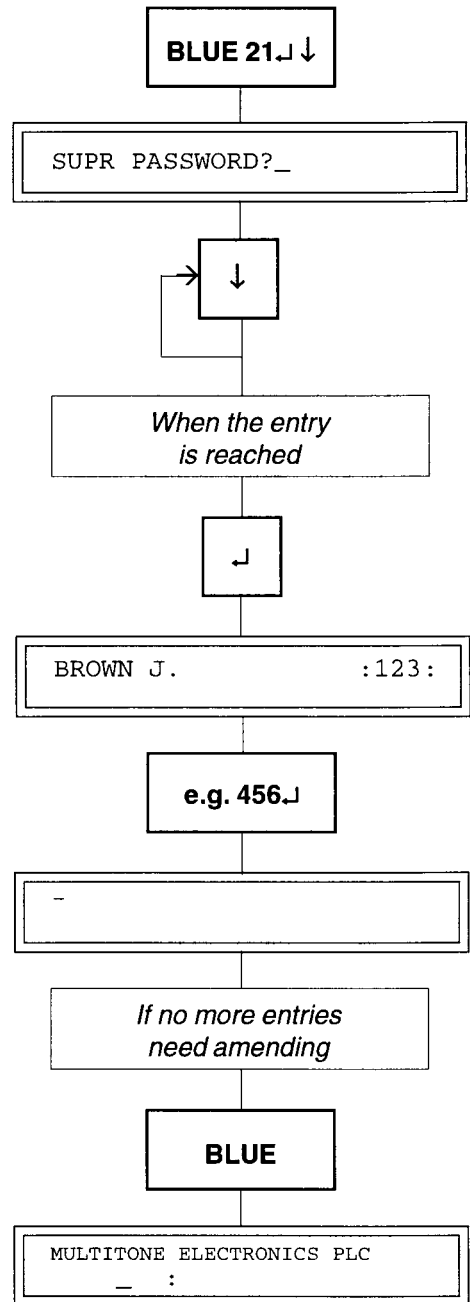 BLUE 21↵ ↓
SUPR PASSWORD?_
↓
When the entry
is reached
↵
BROWN J. :123:
e.g. 456↵
_
If no more entries
need amending
BLUE
MULTITONE ELECTRONICS PLC
_ :